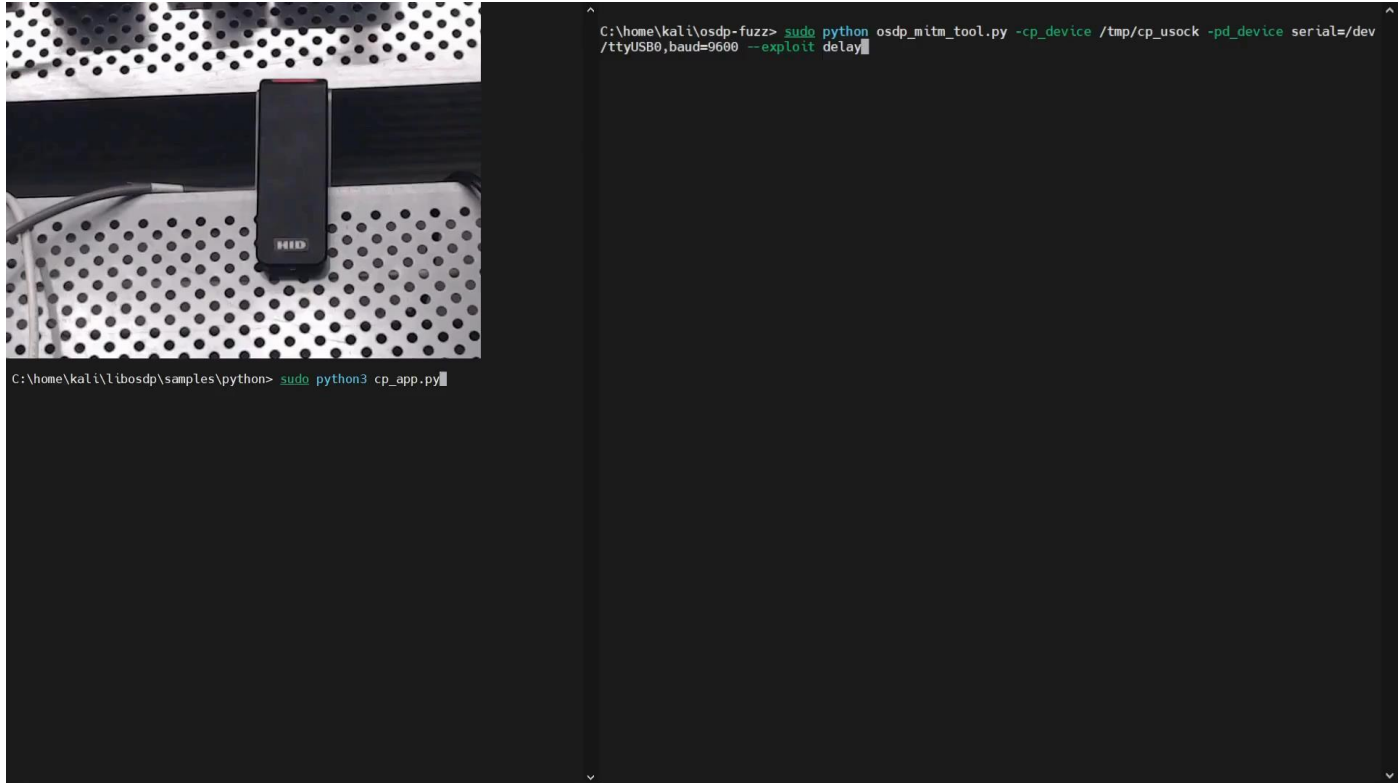 HID
C:\home\kali\libosdp\samples\python> sudo python3 cp_app.py
C:\home\kali\osdp-fuzz> sudo python osdp_mitm_tool.py -cp_device /tmp/cp_usock -pd_device serial=/dev
/ttyUSB0,baud=9600 --exploit delay